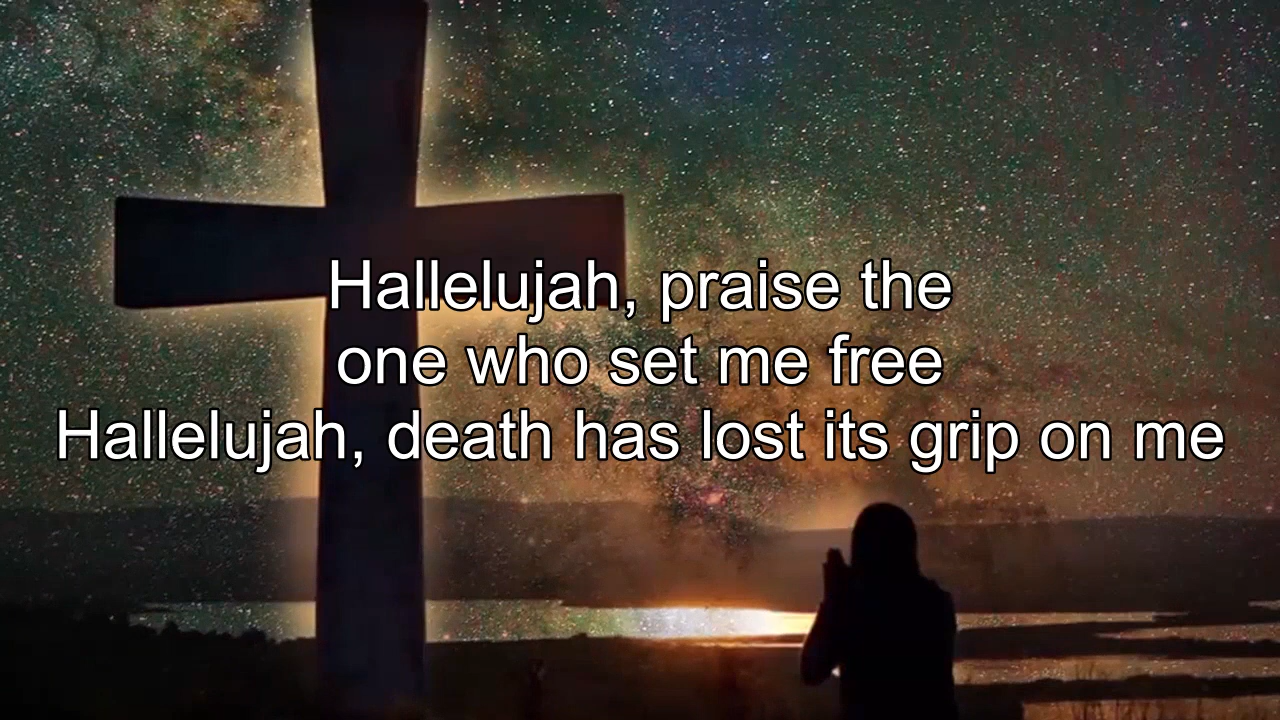 Hallelujah, praise the
one who set me free
Hallelujah, death has lost its grip on me